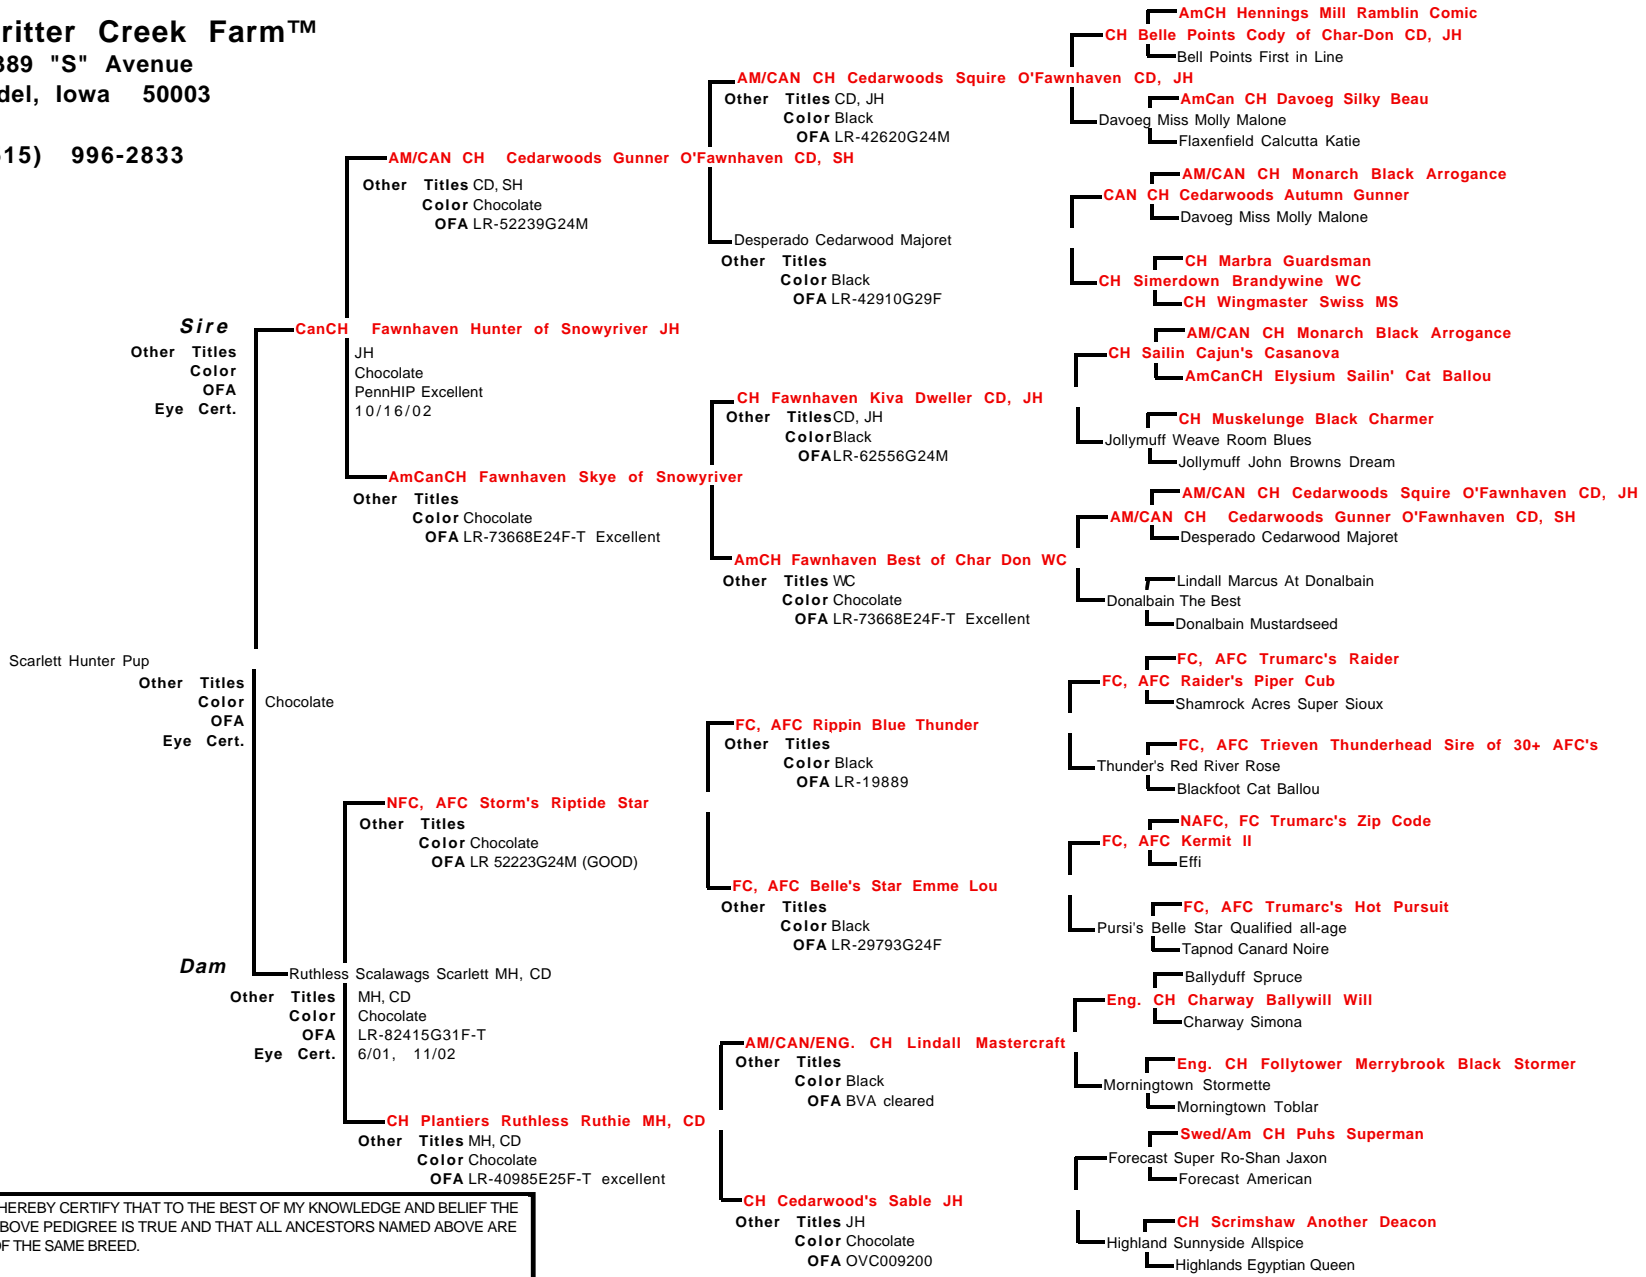 ritter Creek Farm™
389 "S" Avenue
del, Iowa 50003
15) 996-2833
AmCH Hennings Mill Ramblin Comic
CH Belle Points Cody of Char-Don CD, JH
Bell Points First in Line
AM/CAN CH Cedarwoods Squire O'Fawnhaven CD, JH
Other Titles CD, JH
Color Black
OFA LR-42620G24M
AmCan CH Davoeg Silky Beau
Davoeg Miss Molly Malone
Flaxenfield Calcutta Katie
AM/CAN CH Cedarwoods Gunner O'Fawnhaven CD, SH
Other Titles CD, SH
Color Chocolate
OFA LR-52239G24M
AM/CAN CH Monarch Black Arrogance
CAN CH Cedarwoods Autumn Gunner
Davoeg Miss Molly Malone
Desperado Cedarwood Majoret
Other Titles
Color Black
OFA LR-42910G29F
CH Marbra Guardsman
CH Simerdown Brandywine WC
CH Wingmaster Swiss MS
Sire
CanCH Fawnhaven Hunter of Snowyriver JH
Other Titles JH
Color Chocolate
OFA PennHIP Excellent
Eye Cert. 10/16/02
AM/CAN CH Monarch Black Arrogance
CH Sailin Cajun's Casanova
AmCanCH Elysium Sailin' Cat Ballou
CH Fawnhaven Kiva Dweller CD, JH
Other Titles CD, JH
Color Black
OFA LR-62556G24M
CH Muskelunge Black Charmer
Jollymuff Weave Room Blues
Jollymuff John Browns Dream
AmCanCH Fawnhaven Skye of Snowyriver
Other Titles
Color Chocolate
OFA LR-73668E24F-T Excellent
AM/CAN CH Cedarwoods Squire O'Fawnhaven CD, JH
AM/CAN CH Cedarwoods Gunner O'Fawnhaven CD, SH
Desperado Cedarwood Majoret
AmCH Fawnhaven Best of Char Don WC
Other Titles WC
Color Chocolate
OFA LR-73668E24F-T Excellent
Lindall Marcus At Donalbain
Donalbain The Best
Donalbain Mustardseed
Scarlett Hunter Pup
Other Titles
Color Chocolate
OFA
Eye Cert.
FC, AFC Trumarc's Raider
FC, AFC Raider's Piper Cub
Shamrock Acres Super Sioux
FC, AFC Rippin Blue Thunder
Other Titles
Color Black
OFA LR-19889
FC, AFC Trieven Thunderhead Sire of 30+ AFC's
Thunder's Red River Rose
Blackfoot Cat Ballou
NFC, AFC Storm's Riptide Star
Other Titles
Color Chocolate
OFA LR 52223G24M (GOOD)
NAFC, FC Trumarc's Zip Code
FC, AFC Kermit II
Effi
FC, AFC Belle's Star Emme Lou
Other Titles
Color Black
OFA LR-29793G24F
FC, AFC Trumarc's Hot Pursuit
Pursi's Belle Star Qualified all-age
Tapnod Canard Noire
Dam
Ruthless Scalawags Scarlett MH, CD
Other Titles MH, CD
Color Chocolate
OFA LR-82415G31F-T
Eye Cert. 6/01, 11/02
Ballyduff Spruce
Eng. CH Charway Ballywill Will
Charway Simona
AM/CAN/ENG. CH Lindall Mastercraft
Other Titles
Color Black
OFA BVA cleared
Eng. CH Follytower Merrybrook Black Stormer
Morningtown Stormette
Morningtown Toblar
CH Plantiers Ruthless Ruthie MH, CD
Other Titles MH, CD
Color Chocolate
OFA LR-40985E25F-T excellent
Swed/Am CH Puhs Superman
Forecast Super Ro-Shan Jaxon
Forecast American
CH Cedarwood's Sable JH
Other Titles JH
Color Chocolate
OFA OVC009200
CH Scrimshaw Another Deacon
Highland Sunnyside Allspice
Highlands Egyptian Queen
HEREBY CERTIFY THAT TO THE BEST OF MY KNOWLEDGE AND BELIEF THE
BOVE PEDIGREE IS TRUE AND THAT ALL ANCESTORS NAMED ABOVE ARE
OF THE SAME BREED.